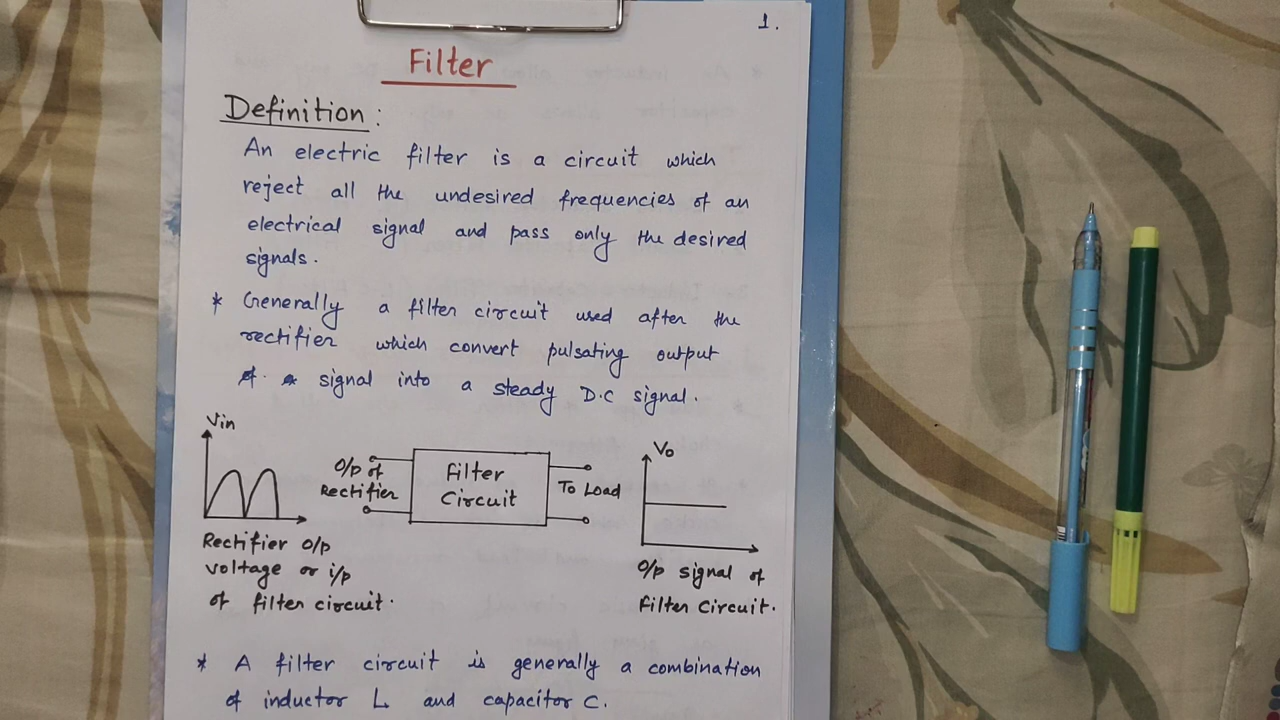 1.
Filter
Definition :
An electric filter is a circuit which
reject all the undesired frequencies of an
electrical signal and pass only the desired
signals.
* Generally a filter circuit used after the
rectifier which convert pulsating output
signal into a steady D.C signal.
Vin
O/p of
Rectifier
Filter
Circuit
To Load
Vo
Rectifier O/p
voltage or i/p
of filter circuit.
O/p signal of
Filter Circuit.
* A filter circuit is generally a combination
of inductor L and capacitor C.